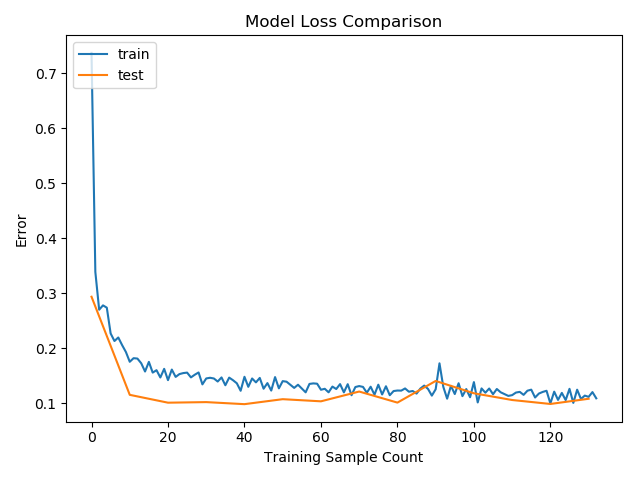 Model Loss Comparison
train
test
0.7
0.6
0.5
0.4
0.3
0.2
0.1
Error
0 20 40 60 80 100 120
Training Sample Count